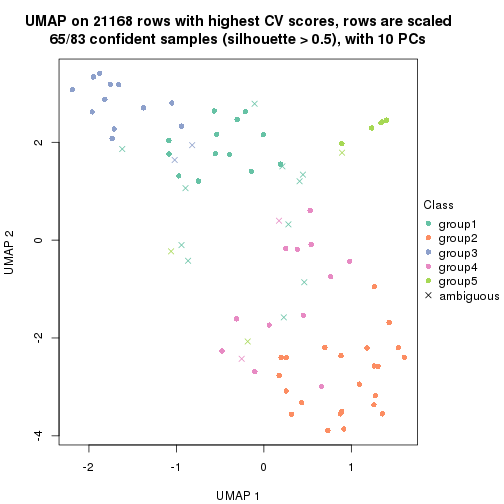 UMAP on 21168 rows with highest CV scores, rows are scaled
65/83 confident samples (silhouette > 0.5), with 10 PCs
UMAP 2
2
0
-2
-4
-2
-1
0
1
UMAP 1
Class
group1
group2
group3
group4
group5
ambiguous